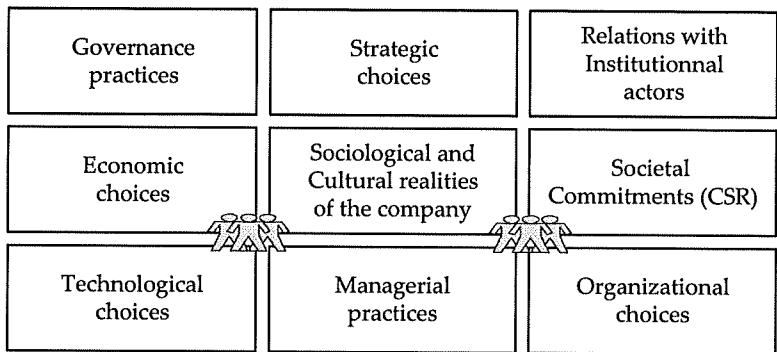 Governance
practices
Strategic
choices
Relations with
Institutionnal
actors
Economic
choices
Sociological and
Cultural realities
of the company
Societal
Commitments (CSR)
Technological
choices
Managerial
practices
Organizational
choices